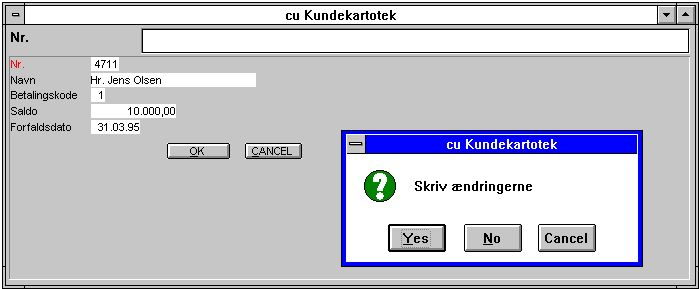 cu Kundekartotek
Nr.
Nr. 4711
Navn Hr. Jens Olsen
Betalingskode 1
Saldo 10.000,00
Forfaldsdato 31.03.95
OK CANCEL
cu Kundekartotek
?
Skriv ændringerne
Yes No Cancel